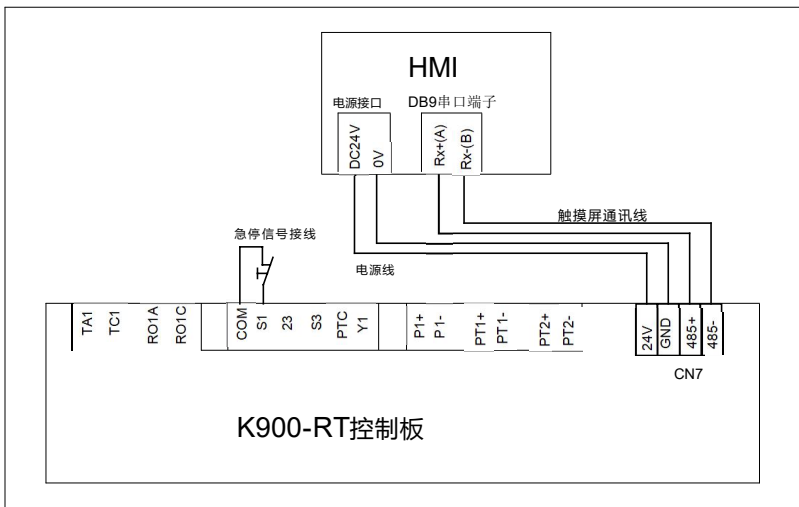 HMI
电源接口
DB9串口端子
DC24V
0V
Rx+(A)
Rx-(B)
触摸屏通讯线
急停信号接线
电源线
TA1
TC1
RO1A
RO1C
COM
S1
23
S3
PTC
Y1
P1+
P1-
PT1+
PT1-
PT2+
PT2-
24V
GND
485+
485-
CN7
K900-RT控制板